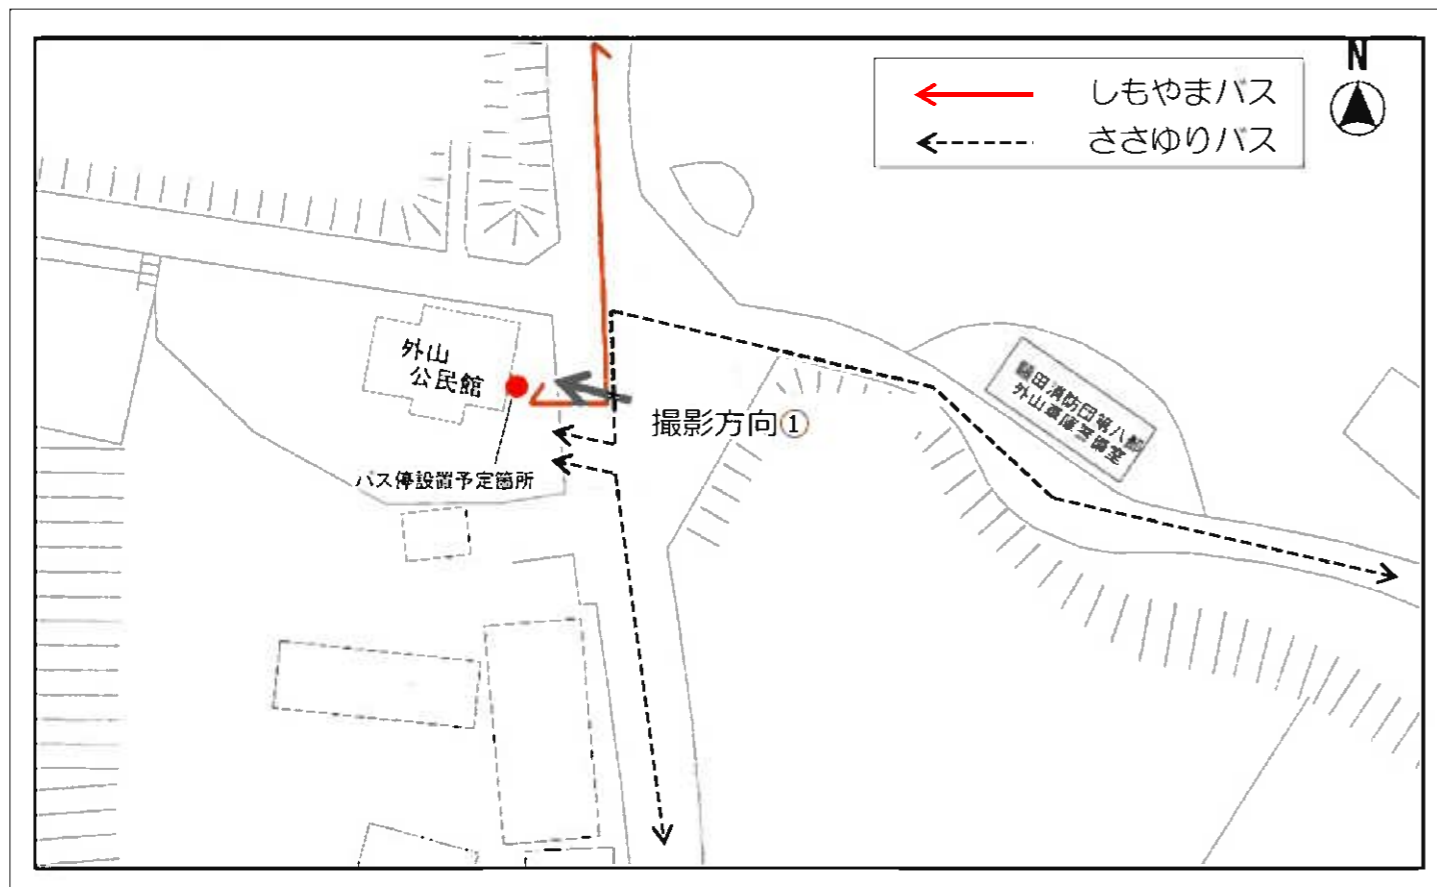 N
しもやまバス
ささゆりバス
外山
公民館
撮影方向①
バス停設置予定箇所